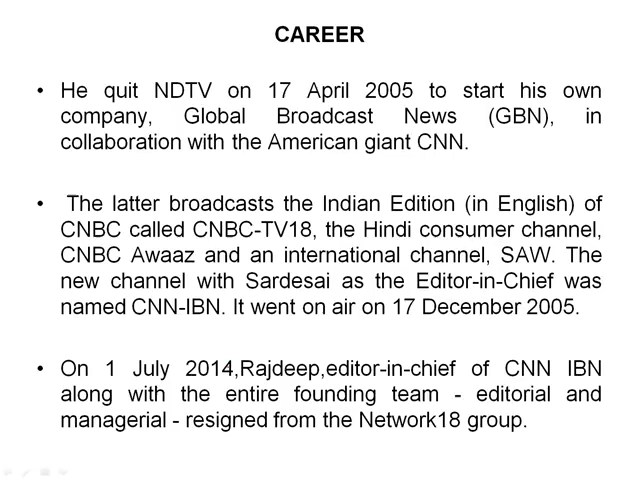 CAREER
• He quit NDTV on 17 April 2005 to start his own
company, Global Broadcast News (GBN), in
collaboration with the American giant CNN.
• The latter broadcasts the Indian Edition (in English) of
CNBC called CNBC-TV18, the Hindi consumer channel,
CNBC Awaaz and an international channel, SAW. The
new channel with Sardesai as the Editor-in-Chief was
named CNN-IBN. It went on air on 17 December 2005.
• On 1 July 2014,Rajdeep,editor-in-chief of CNN IBN
along with the entire founding team - editorial and
managerial - resigned from the Network18 group.